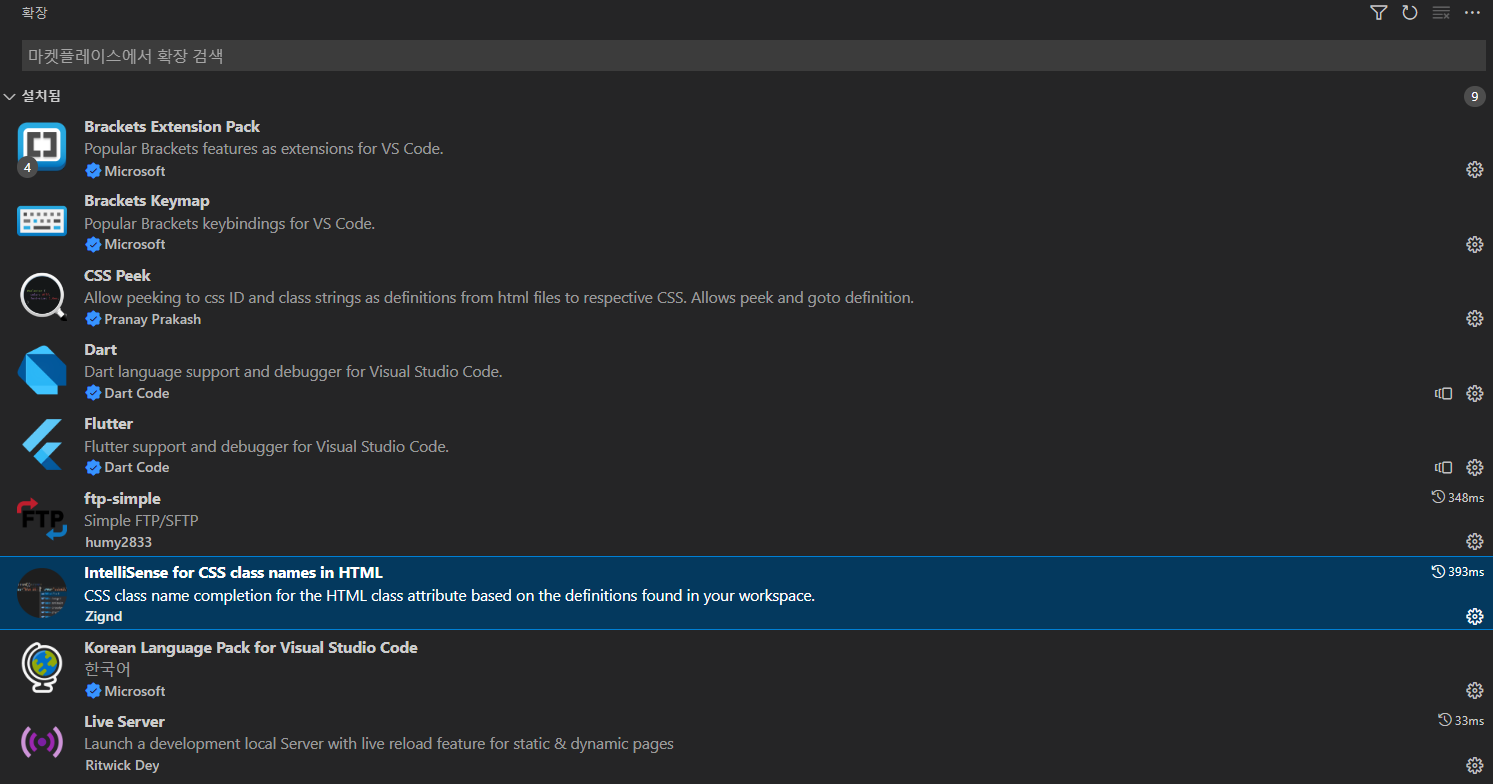 확장
마켓플레이스에서 확장 검색
설치됨 9
Brackets Extension Pack
Popular Brackets features as extensions for VS Code.
4
Microsoft
Brackets Keymap
Popular Brackets keybindings for VS Code.
Microsoft
CSS Peek
Allow peeking to css ID and class strings as definitions from html files to respective CSS. Allows peek and goto definition.
Pranay Prakash
Dart
Dart language support and debugger for Visual Studio Code.
Dart Code
Flutter
Flutter support and debugger for Visual Studio Code.
Dart Code
ftp-simple 348ms
FTP
Simple FTP/SFTP
humy2833
IntelliSense for CSS class names in HTML 393ms
CSS class name completion for the HTML class attribute based on the definitions found in your workspace.
Zignd
Korean Language Pack for Visual Studio Code
한국어
Microsoft
Live Server 33ms
Launch a development local Server with live reload feature for static & dynamic pages
Ritwick Dey